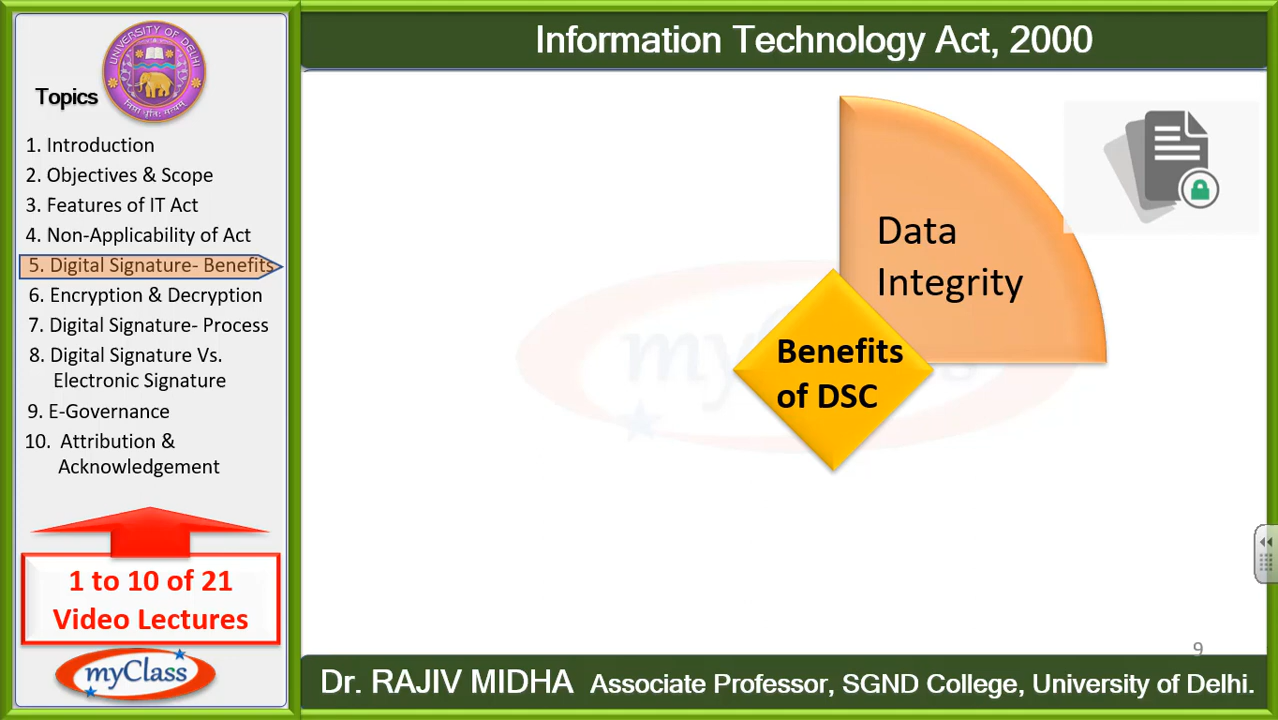 Information Technology Act, 2000
UNIVERSITY OF DELHI
Topics
1. Introduction
2. Objectives & Scope
3. Features of IT Act
4. Non-Applicability of Act
5. Digital Signature- Benefits
6. Encryption & Decryption
7. Digital Signature- Process
8. Digital Signature Vs.
Electronic Signature
9. E-Governance
10. Attribution &
Acknowledgement
1 to 10 of 21
Video Lectures
myClass
Data
Integrity
Benefits
of DSC
9
Dr. RAJIV MIDHA Associate Professor, SGND College, University of Delhi.